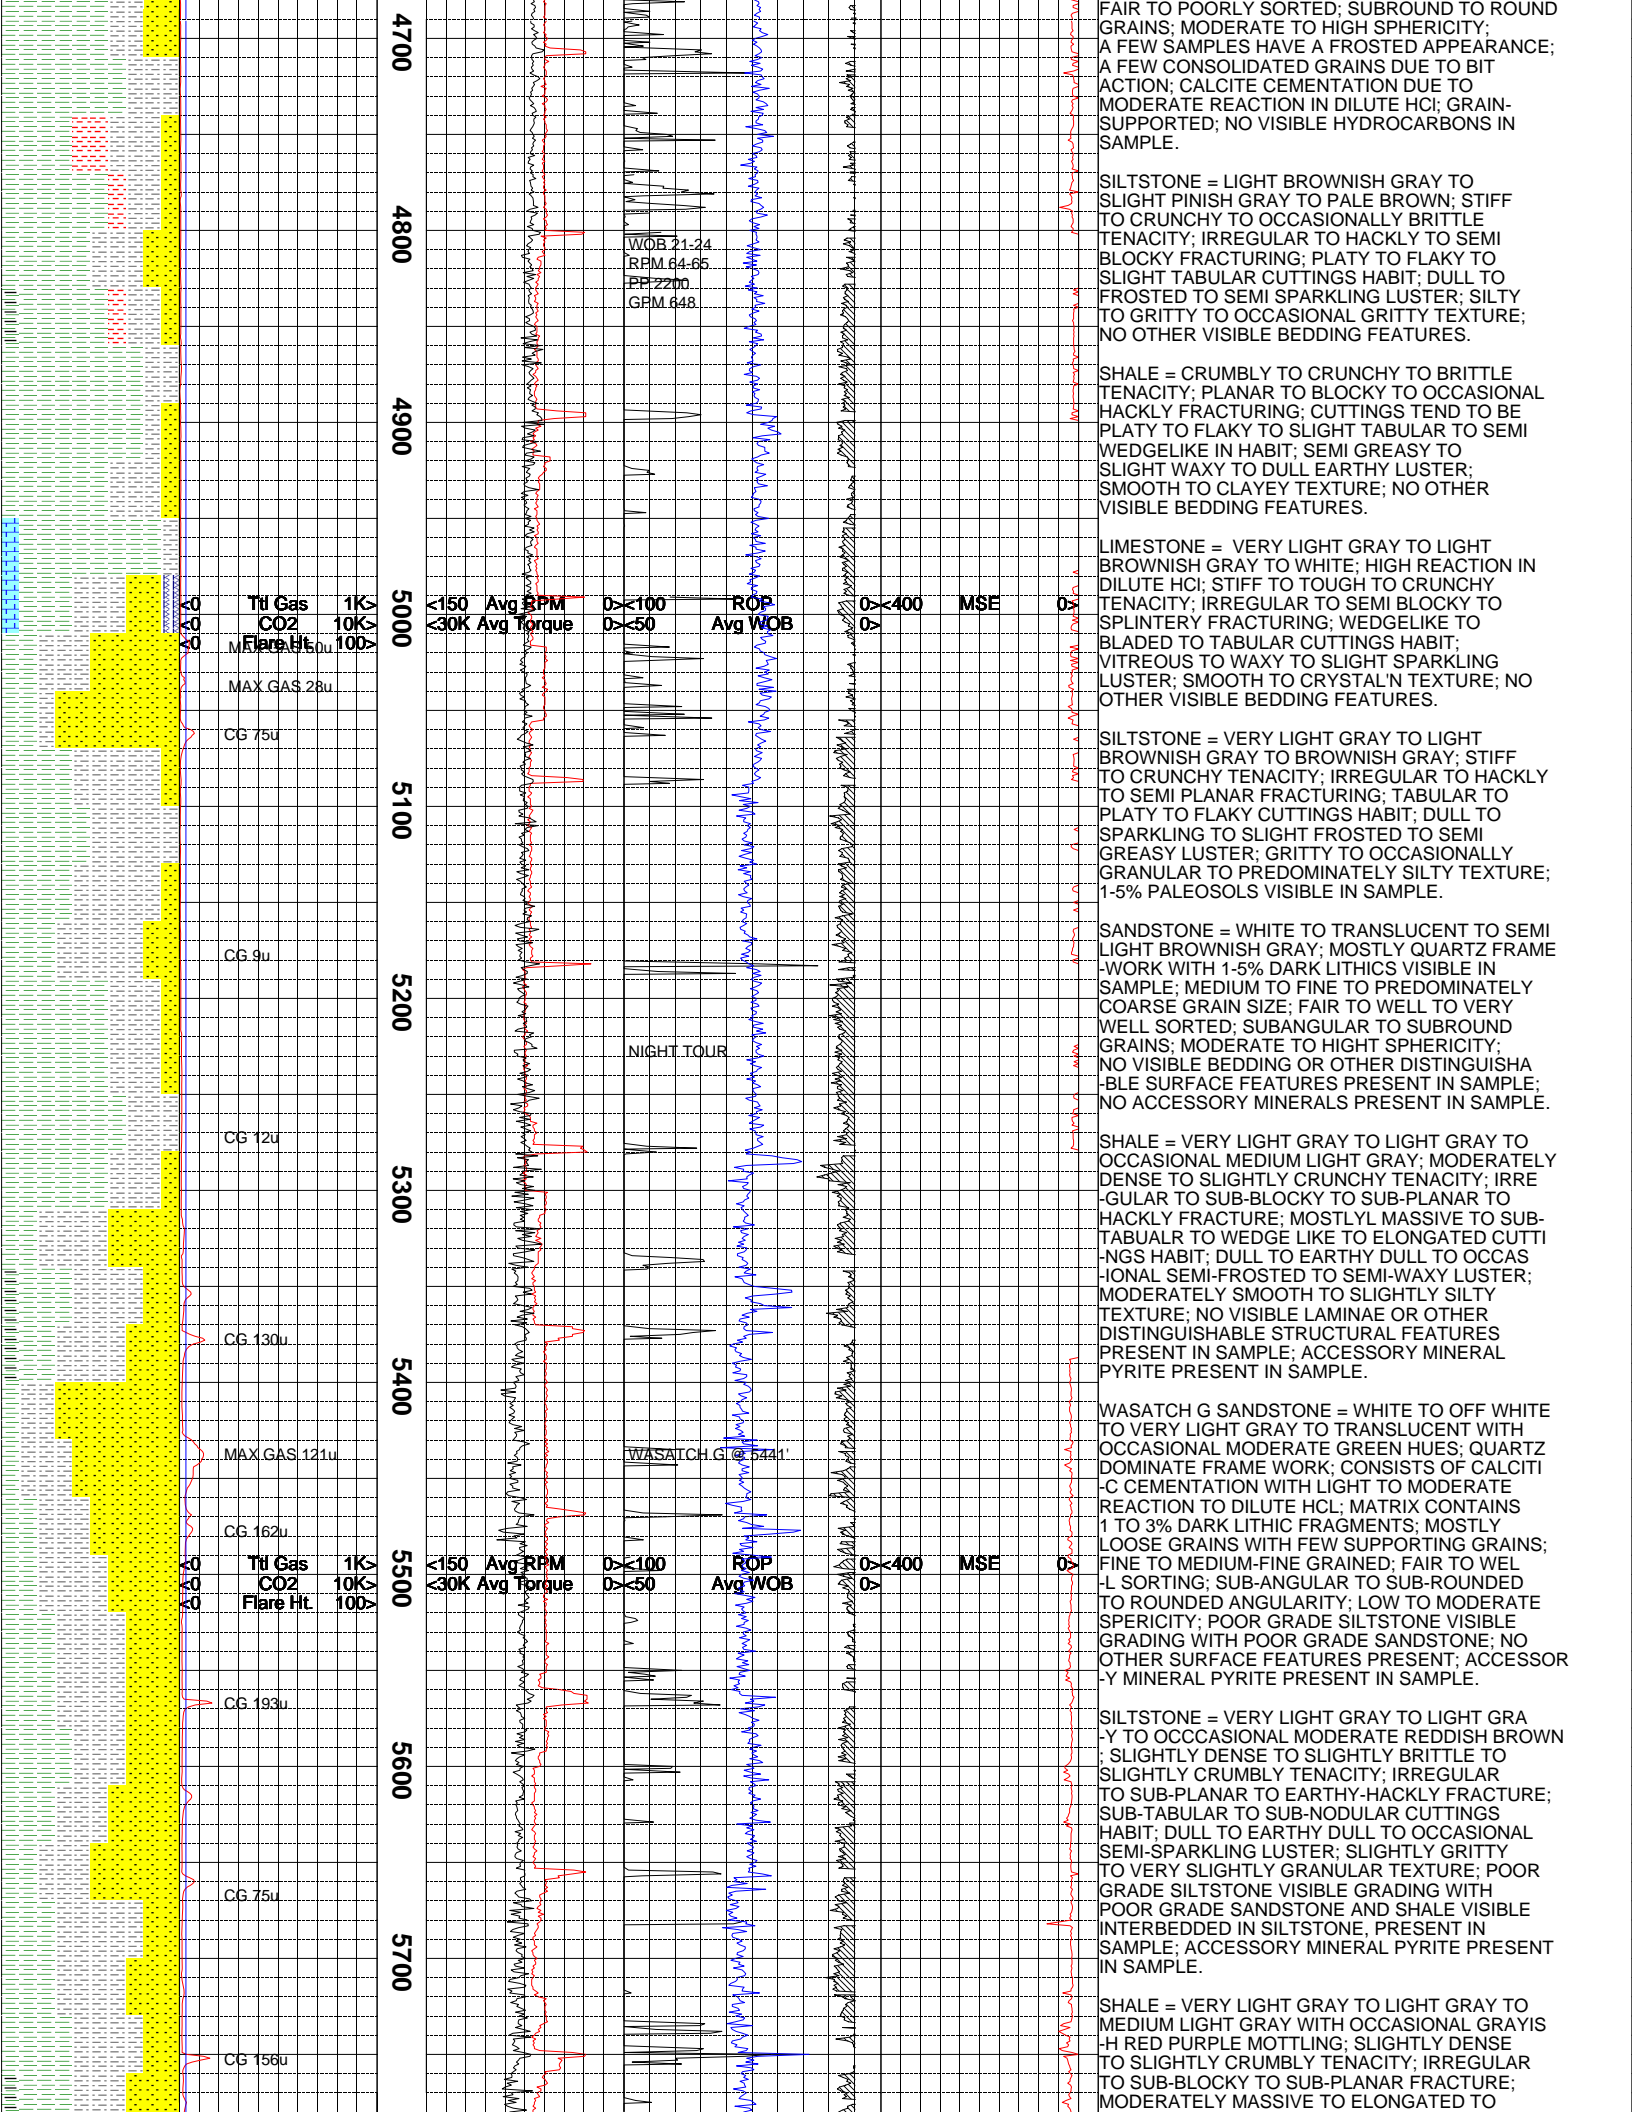 4700
4800
WOB 21-24
RPM 64-65
PP 2200
GPM 648
4900
<0 Ttl Gas 1K> <150 Avg RPM 0> <100 ROP 0> <400 MSE 0>
<0 CO2 10K> <30K Avg Torque 0> <50 Avg WOB 0>
<0 Flare Ht. 100>
5000
MAX GAS 50u
MAX GAS 28u
CG 75u
5100
CG 9u
5200
NIGHT TOUR
CG 12u
5300
CG 130u
5400
MAX GAS 121u
WASATCH G @ 5441'
CG 162u
<0 Ttl Gas 1K> <150 Avg RPM 0> <100 ROP 0> <400 MSE 0>
<0 CO2 10K> <30K Avg Torque 0> <50 Avg WOB 0>
<0 Flare Ht. 100>
5500
CG 193u
5600
CG 75u
5700
CG 156u
FAIR TO POORLY SORTED; SUBROUND TO ROUND
GRAINS; MODERATE TO HIGH SPHERICITY;
A FEW SAMPLES HAVE A FROSTED APPEARANCE;
A FEW CONSOLIDATED GRAINS DUE TO BIT
ACTION; CALCITE CEMENTATION DUE TO
MODERATE REACTION IN DILUTE HCl; GRAIN-
SUPPORTED; NO VISIBLE HYDROCARBONS IN
SAMPLE.
SILTSTONE = LIGHT BROWNISH GRAY TO
SLIGHT PINISH GRAY TO PALE BROWN; STIFF
TO CRUNCHY TO OCCASIONALLY BRITTLE
TENACITY; IRREGULAR TO HACKLY TO SEMI
BLOCKY FRACTURING; PLATY TO FLAKY TO
SLIGHT TABULAR CUTTINGS HABIT; DULL TO
FROSTED TO SEMI SPARKLING LUSTER; SILTY
TO GRITTY TO OCCASIONAL GRITTY TEXTURE;
NO OTHER VISIBLE BEDDING FEATURES.
SHALE = CRUMBLY TO CRUNCHY TO BRITTLE
TENACITY; PLANAR TO BLOCKY TO OCCASIONAL
HACKLY FRACTURING; CUTTINGS TEND TO BE
PLATY TO FLAKY TO SLIGHT TABULAR TO SEMI
WEDGELIKE IN HABIT; SEMI GREASY TO
SLIGHT WAXY TO DULL EARTHY LUSTER;
SMOOTH TO CLAYEY TEXTURE; NO OTHER
VISIBLE BEDDING FEATURES.
LIMESTONE = VERY LIGHT GRAY TO LIGHT
BROWNISH GRAY TO WHITE; HIGH REACTION IN
DILUTE HCl; STIFF TO TOUGH TO CRUNCHY
TENACITY; IRREGULAR TO SEMI BLOCKY TO
SPLINTERY FRACTURING; WEDGELIKE TO
BLADED TO TABULAR CUTTINGS HABIT;
VITREOUS TO WAXY TO SLIGHT SPARKLING
LUSTER; SMOOTH TO CRYSTAL'N TEXTURE; NO
OTHER VISIBLE BEDDING FEATURES.
SILTSTONE = VERY LIGHT GRAY TO LIGHT
BROWNISH GRAY TO BROWNISH GRAY; STIFF
TO CRUNCHY TENACITY; IRREGULAR TO HACKLY
TO SEMI PLANAR FRACTURING; TABULAR TO
PLATY TO FLAKY CUTTINGS HABIT; DULL TO
SPARKLING TO SLIGHT FROSTED TO SEMI
GREASY LUSTER; GRITTY TO OCCASIONALLY
GRANULAR TO PREDOMINATELY SILTY TEXTURE;
1-5% PALEOSOLS VISIBLE IN SAMPLE.
SANDSTONE = WHITE TO TRANSLUCENT TO SEMI
LIGHT BROWNISH GRAY; MOSTLY QUARTZ FRAME
-WORK WITH 1-5% DARK LITHICS VISIBLE IN
SAMPLE; MEDIUM TO FINE TO PREDOMINATELY
COARSE GRAIN SIZE; FAIR TO WELL TO VERY
WELL SORTED; SUBANGULAR TO SUBROUND
GRAINS; MODERATE TO HIGHT SPHERICITY;
NO VISIBLE BEDDING OR OTHER DISTINGUISHA
-BLE SURFACE FEATURES PRESENT IN SAMPLE;
NO ACCESSORY MINERALS PRESENT IN SAMPLE.
SHALE = VERY LIGHT GRAY TO LIGHT GRAY TO
OCCASIONAL MEDIUM LIGHT GRAY; MODERATELY
DENSE TO SLIGHTLY CRUNCHY TENACITY; IRRE
-GULAR TO SUB-BLOCKY TO SUB-PLANAR TO
HACKLY FRACTURE; MOSTLYL MASSIVE TO SUB-
TABUALR TO WEDGE LIKE TO ELONGATED CUTTI
-NGS HABIT; DULL TO EARTHY DULL TO OCCAS
-IONAL SEMI-FROSTED TO SEMI-WAXY LUSTER;
MODERATELY SMOOTH TO SLIGHTLY SILTY
TEXTURE; NO VISIBLE LAMINAE OR OTHER
DISTINGUISHABLE STRUCTURAL FEATURES
PRESENT IN SAMPLE; ACCESSORY MINERAL
PYRITE PRESENT IN SAMPLE.
WASATCH G SANDSTONE = WHITE TO OFF WHITE
TO VERY LIGHT GRAY TO TRANSLUCENT WITH
OCCASIONAL MODERATE GREEN HUES; QUARTZ
DOMINATE FRAME WORK; CONSISTS OF CALCITI
-C CEMENTATION WITH LIGHT TO MODERATE
REACTION TO DILUTE HCL; MATRIX CONTAINS
1 TO 3% DARK LITHIC FRAGMENTS; MOSTLY
LOOSE GRAINS WITH FEW SUPPORTING GRAINS;
FINE TO MEDIUM-FINE GRAINED; FAIR TO WEL
-L SORTING; SUB-ANGULAR TO SUB-ROUNDED
TO ROUNDED ANGULARITY; LOW TO MODERATE
SPERICITY; POOR GRADE SILTSTONE VISIBLE
GRADING WITH POOR GRADE SANDSTONE; NO
OTHER SURFACE FEATURES PRESENT; ACCESSOR
-Y MINERAL PYRITE PRESENT IN SAMPLE.
SILTSTONE = VERY LIGHT GRAY TO LIGHT GRA
-Y TO OCCCASIONAL MODERATE REDDISH BROWN
; SLIGHTLY DENSE TO SLIGHTLY BRITTLE TO
SLIGHTLY CRUMBLY TENACITY; IRREGULAR
TO SUB-PLANAR TO EARTHY-HACKLY FRACTURE;
SUB-TABULAR TO SUB-NODULAR CUTTINGS
HABIT; DULL TO EARTHY DULL TO OCCASIONAL
SEMI-SPARKLING LUSTER; SLIGHTLY GRITTY
TO VERY SLIGHTLY GRANULAR TEXTURE; POOR
GRADE SILTSTONE VISIBLE GRADING WITH
POOR GRADE SANDSTONE AND SHALE VISIBLE
INTERBEDDED IN SILTSTONE, PRESENT IN
SAMPLE; ACCESSORY MINERAL PYRITE PRESENT
IN SAMPLE.
SHALE = VERY LIGHT GRAY TO LIGHT GRAY TO
MEDIUM LIGHT GRAY WITH OCCASIONAL GRAYIS
-H RED PURPLE MOTTLING; SLIGHTLY DENSE
TO SLIGHTLY CRUMBLY TENACITY; IRREGULAR
TO SUB-BLOCKY TO SUB-PLANAR FRACTURE;
MODERATELY MASSIVE TO ELONGATED TO